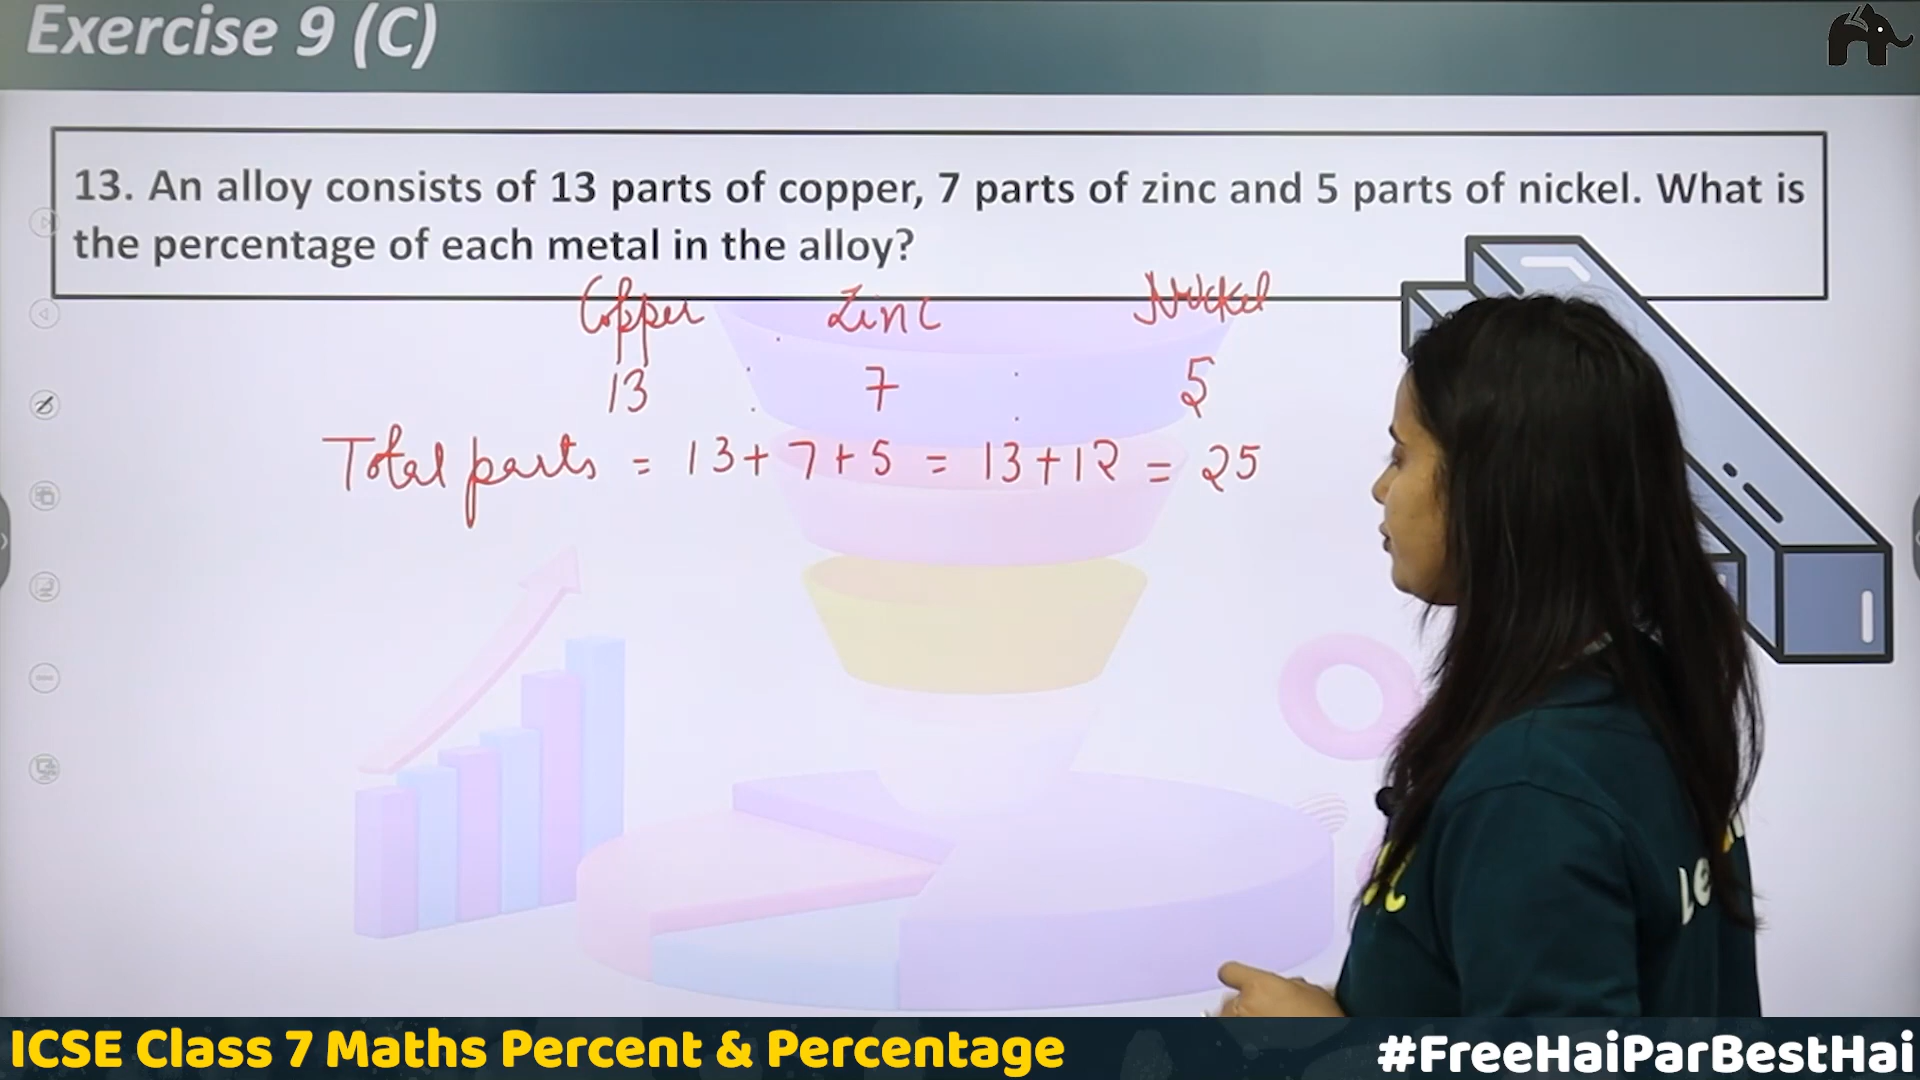 Exercise 9 (C)
13. An alloy consists of 13 parts of copper, 7 parts of zinc and 5 parts of nickel. What is
the percentage of each metal in the alloy?
Copper Zinc Nickel
13 : 7 : 5
Total parts = 13+ 7+5 = 13+12 = 25
Le
ICSE Class 7 Maths Percent & Percentage
#FreeHaiParBestHai